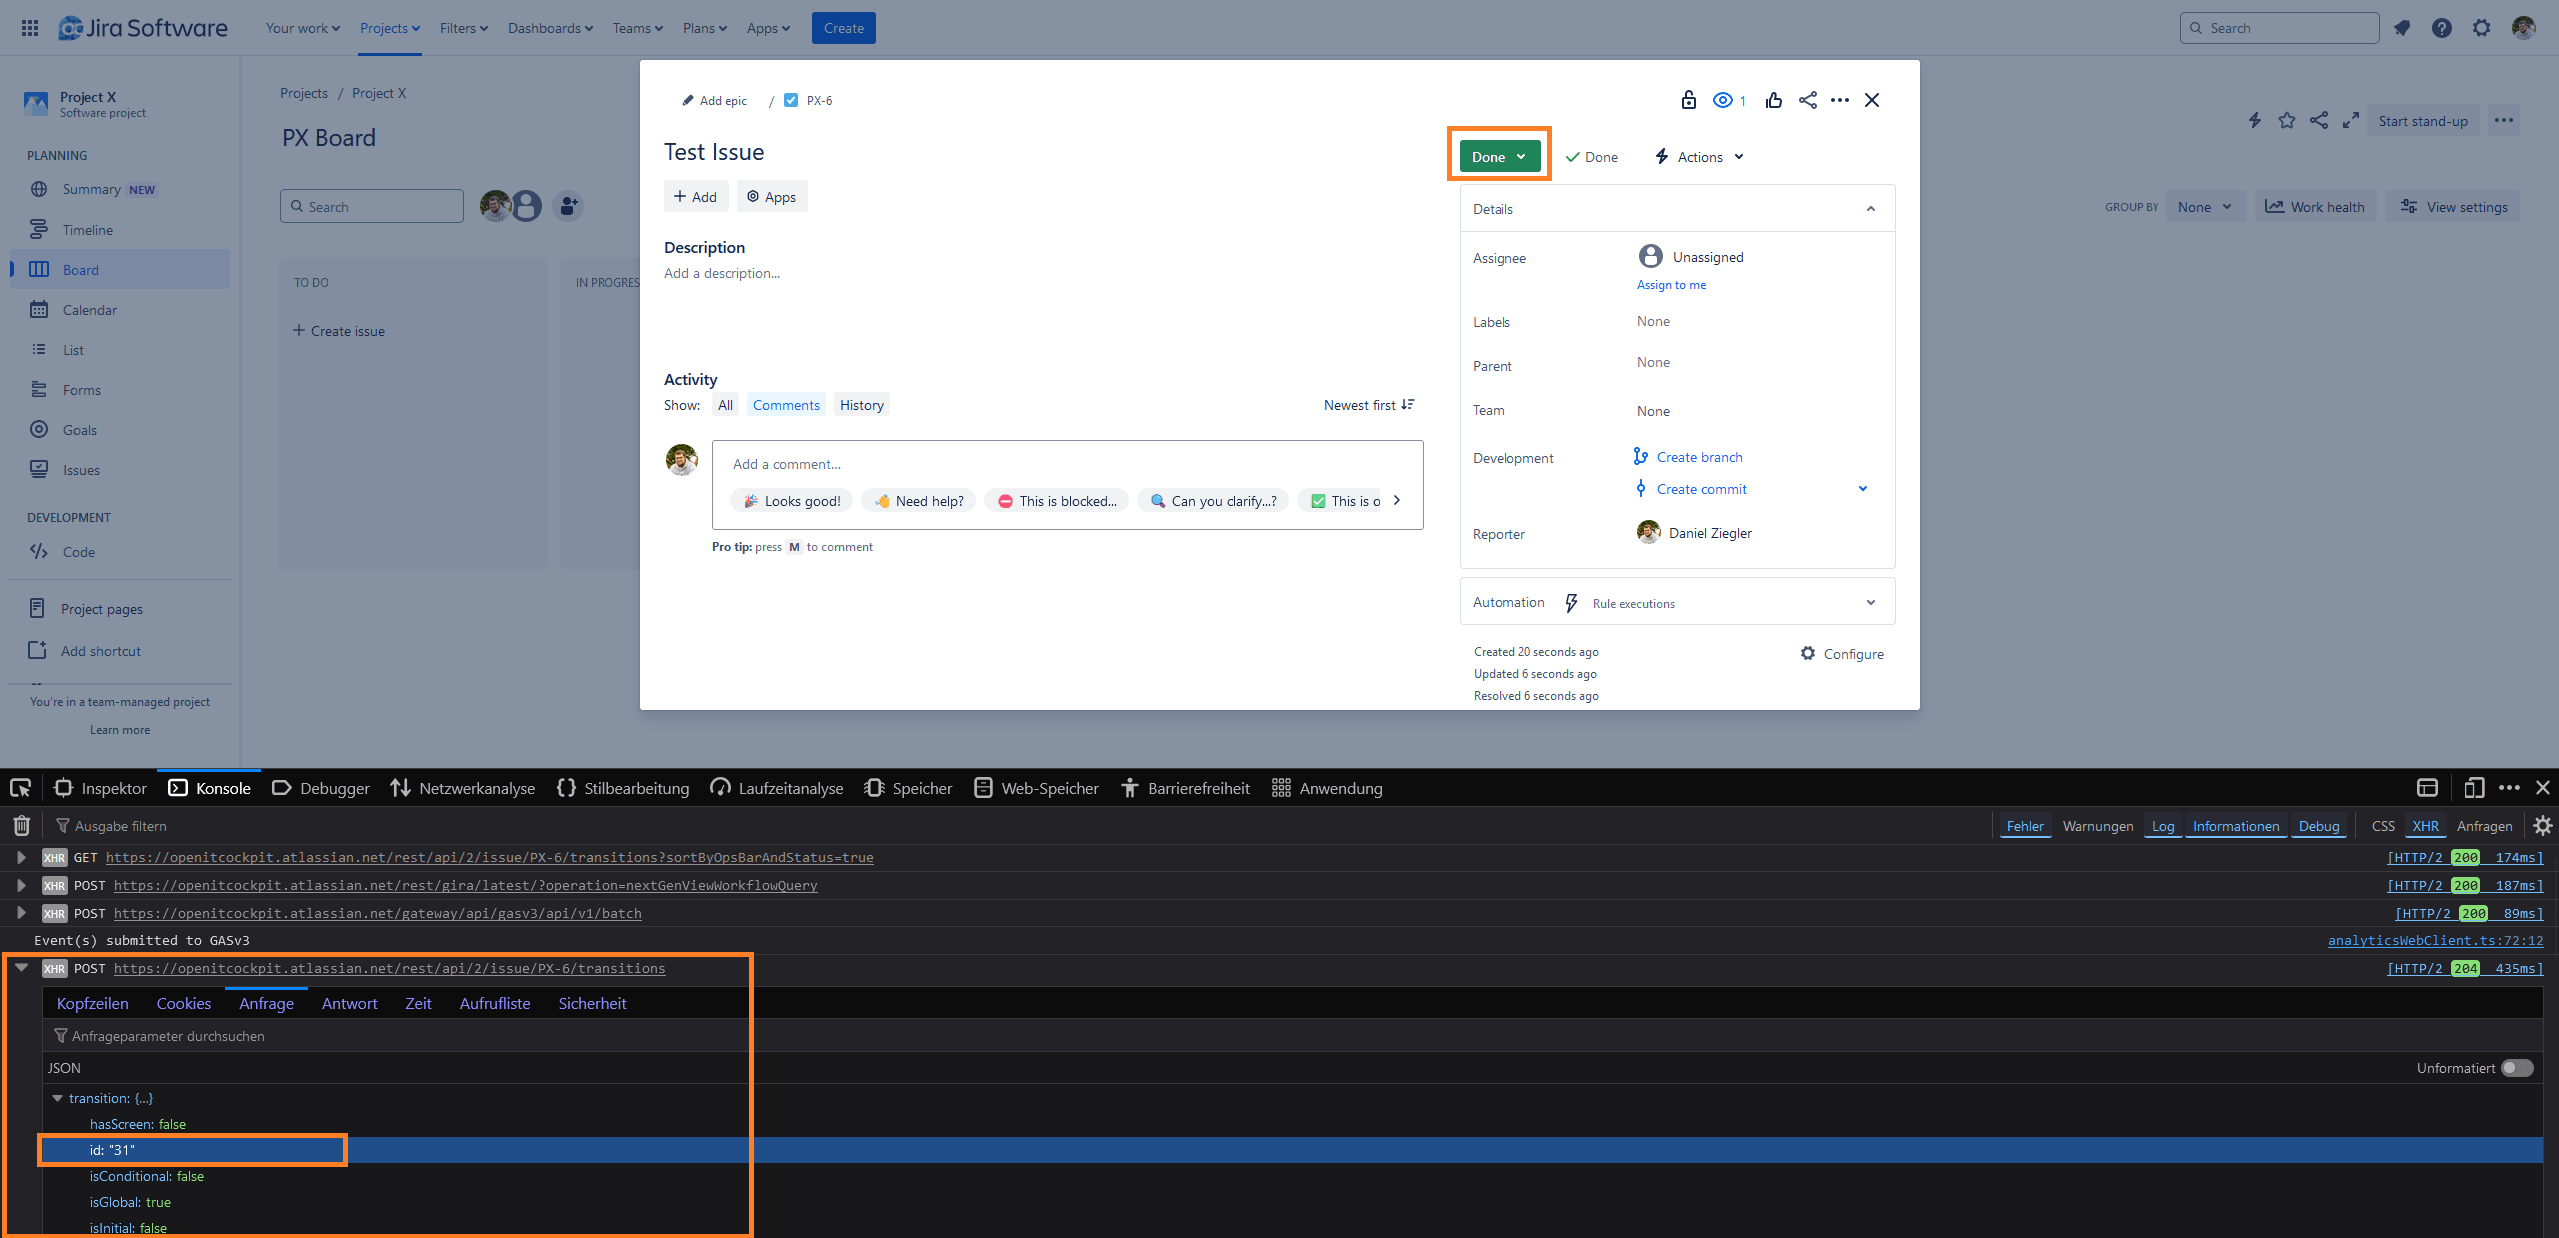 Jira Software
Your work
Projects
Filters
Dashboards
Teams
Plans
Apps
Create
Search
Project X
Software project
PLANNING
Summary NEW
Timeline
Board
Calendar
List
Forms
Goals
Issues
DEVELOPMENT
Code
Project pages
Add shortcut
You're in a team-managed project
Learn more
Projects / Project X
PX Board
Search
TO DO
IN PROGRES
Create issue
Start stand-up
GROUP BY None
Work health
View settings
Add epic / PX-6
1
Test Issue
Add
Apps
Description
Add a description...
Activity
Show: All Comments History
Newest first
Add a comment...
Looks good!
Need help?
This is blocked...
Can you clarify...?
This is o
Pro tip: press M to comment
Done
Done
Actions
Details
Assignee
Unassigned
Assign to me
Labels
None
Parent
None
Team
None
Development
Create branch
Create commit
Reporter
Daniel Ziegler
Automation
Rule executions
Created 20 seconds ago
Updated 6 seconds ago
Resolved 6 seconds ago
Configure
Inspektor
Konsole
Debugger
Netzwerkanalyse
Stilbearbeitung
Laufzeitanalyse
Speicher
Web-Speicher
Barrierefreiheit
Anwendung
Ausgabe filtern
Fehler
Warnungen
Log
Informationen
Debug
CSS
XHR
Anfragen
XHR GET https://openitcockpit.atlassian.net/rest/api/2/issue/PX-6/transitions?sortByOpsBarAndStatus=true [HTTP/2 200 174ms]
XHR POST https://openitcockpit.atlassian.net/rest/gira/latest/?operation=nextGenViewWorkflowQuery [HTTP/2 200 187ms]
XHR POST https://openitcockpit.atlassian.net/gateway/api/gasv3/api/v1/batch [HTTP/2 200 89ms]
Event(s) submitted to GASv3 analyticsWebClient.ts:72:12
XHR POST https://openitcockpit.atlassian.net/rest/api/2/issue/PX-6/transitions [HTTP/2 204 435ms]
Kopfzeilen
Cookies
Anfrage
Antwort
Zeit
Aufrufliste
Sicherheit
Anfrageparameter durchsuchen
JSON
Unformatiert
transition: {…}
hasScreen: false
id: "31"
isConditional: false
isGlobal: true
isInitial: false